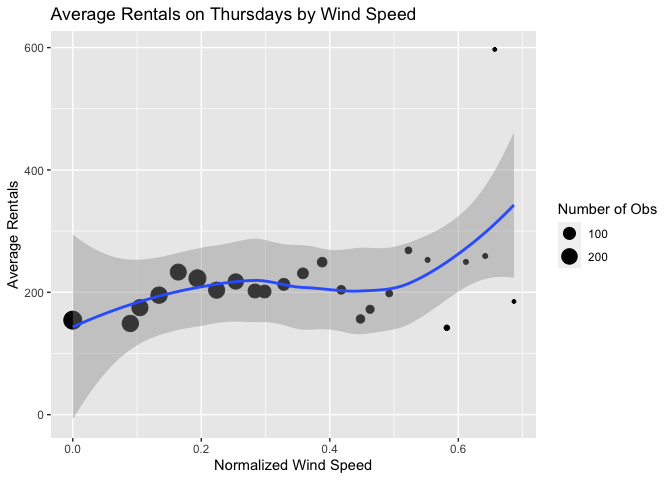 Average Rentals on Thursdays by Wind Speed
600
400
200
0
Average Rentals
0.0 0.2 0.4 0.6
Normalized Wind Speed
Number of Obs
100
200